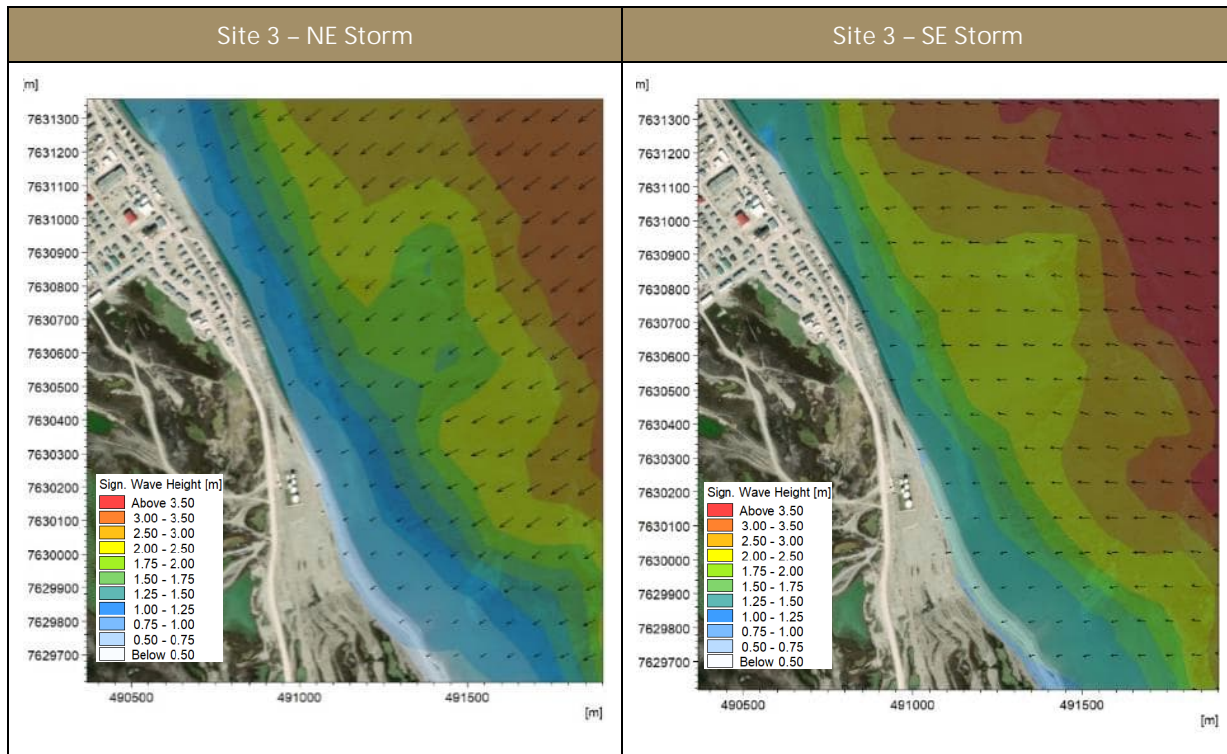 Site 3 – NE Storm
Site 3 – SE Storm
[m]
7631300
7631200
7631100
7631000
7630900
7630800
7630700
7630600
7630500
7630400
7630300
7630200
7630100
7630000
7629900
7629800
7629700
Sign. Wave Height [m]
Above 3.50
3.00 - 3.50
2.50 - 3.00
2.00 - 2.50
1.75 - 2.00
1.50 - 1.75
1.25 - 1.50
1.00 - 1.25
0.75 - 1.00
0.50 - 0.75
Below 0.50
490500 491000 491500
[m]
m]
7631300
7631200
7631100
7631000
7630900
7630800
7630700
7630600
7630500
7630400
7630300
7630200
7630100
7630000
7629900
7629800
7629700
Sign. Wave Height [m]
Above 3.50
3.00 - 3.50
2.50 - 3.00
2.00 - 2.50
1.75 - 2.00
1.50 - 1.75
1.25 - 1.50
1.00 - 1.25
0.75 - 1.00
0.50 - 0.75
Below 0.50
490500 491000 491500
[m]